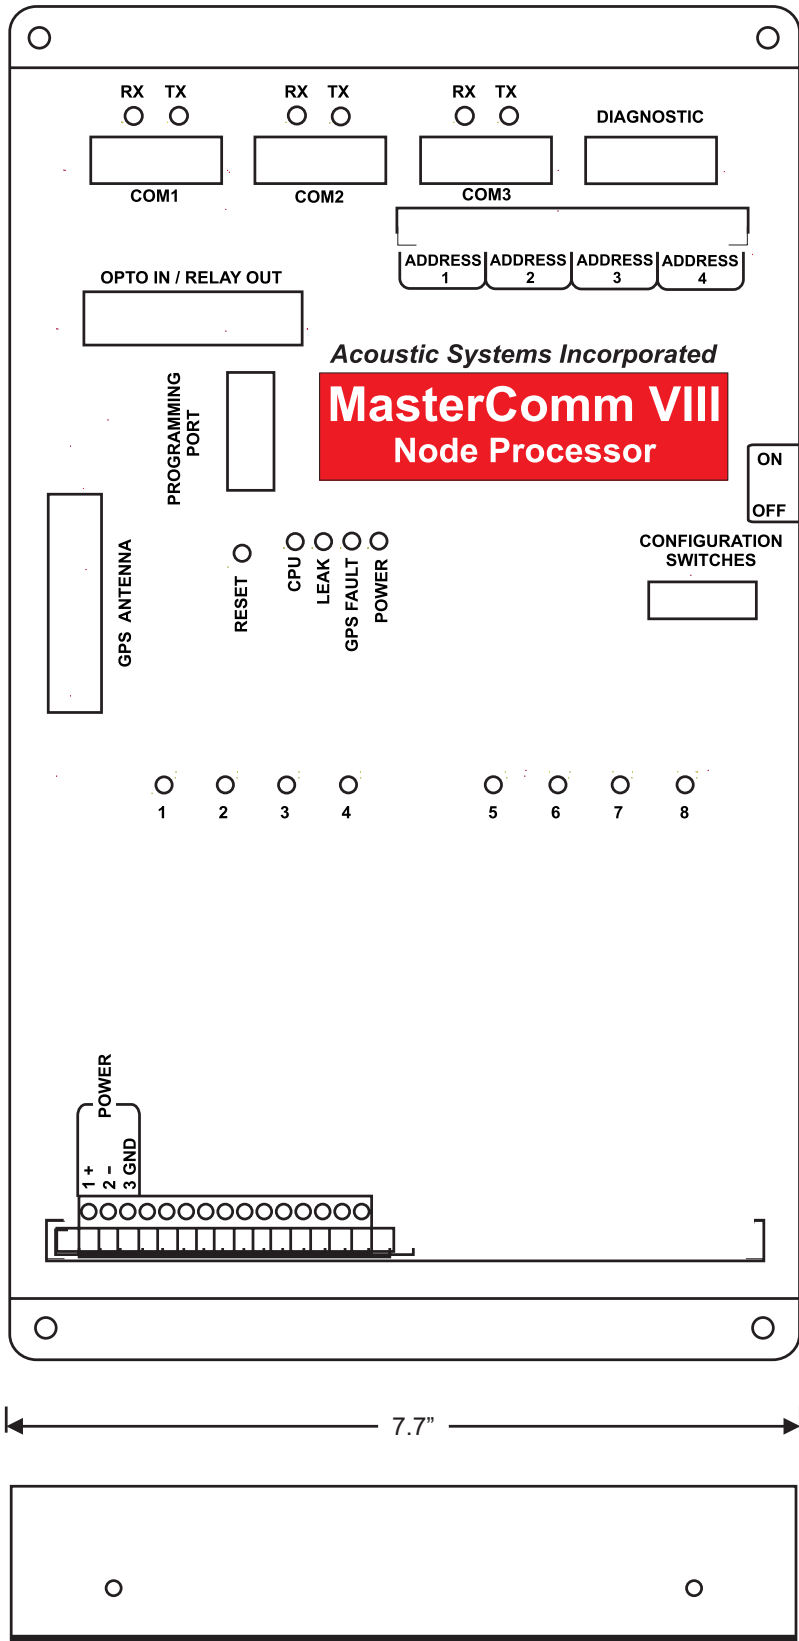 RX TX RX TX RX TX
DIAGNOSTIC
COM1 COM2 COM3
ADDRESS 1
ADDRESS 2
ADDRESS 3
ADDRESS 4
OPTO IN / RELAY OUT
Acoustic Systems Incorporated
MasterComm VIII
Node Processor
PROGRAMMING
PORT
ON
OFF
CONFIGURATION
SWITCHES
GPS ANTENNA
RESET
CPU
LEAK
GPS FAULT
POWER
1 2 3 4 5 6 7 8
POWER
1 +
2 –
3 GND
7.7”